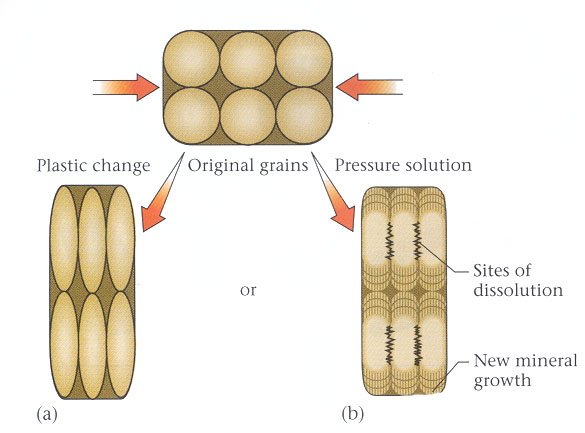 Plastic change
Original grains
Pressure solution
or
Sites of
dissolution
New mineral
growth
(a)
(b)